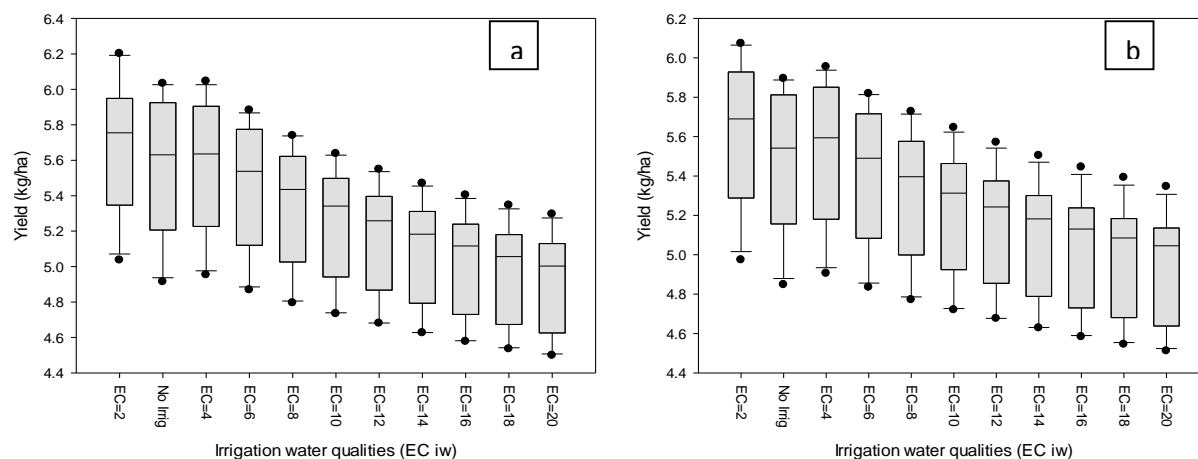 a
6.4
6.2
6.0
5.8
5.6
5.4
5.2
5.0
4.8
4.6
4.4
Yield (kg/ha)
EC=2
No Irrig
EC=4
EC=6
EC=8
EC=10
EC=12
EC=14
EC=16
EC=18
EC=20
Irrigation water qualities (EC iw)
b
6.2
6.0
5.8
5.6
5.4
5.2
5.0
4.8
4.6
4.4
Yield (kg/ha)
EC=2
No Irrig
EC=4
EC=6
EC=8
EC=10
EC=12
EC=14
EC=16
EC=18
EC=20
Irrigation water qualities (EC iw)